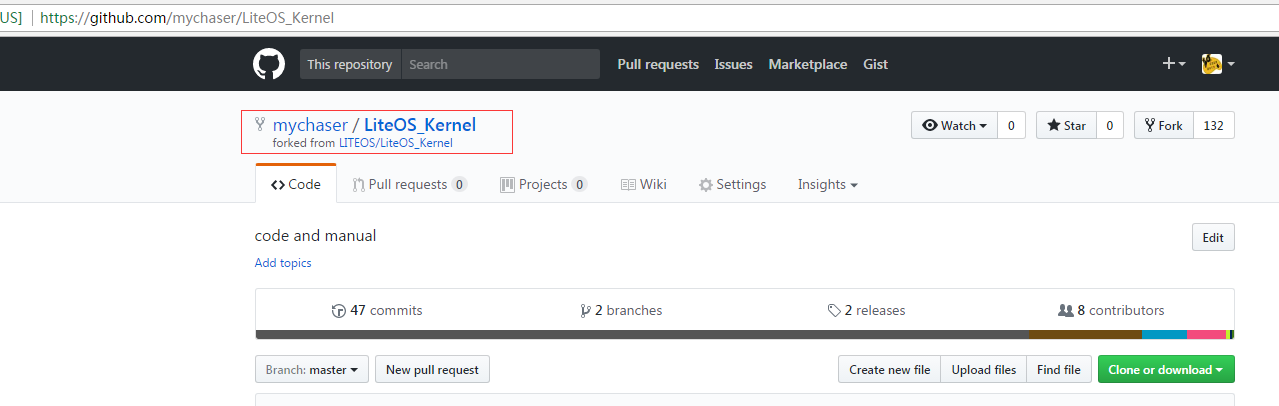 US] https://github.com/mychaser/LiteOS_Kernel
This repository Search Pull requests Issues Marketplace Gist
mychaser / LiteOS_Kernel Watch 0 Star 0 Fork 132
forked from LITEOS/LiteOS_Kernel
Code Pull requests 0 Projects 0 Wiki Settings Insights
code and manual Edit
Add topics
47 commits 2 branches 2 releases 8 contributors
Branch: master New pull request Create new file Upload files Find file Clone or download